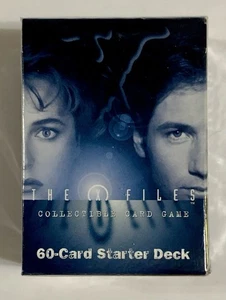 THE X FILES
COLLECTIBLE CARD GAME
60-Card Starter Deck